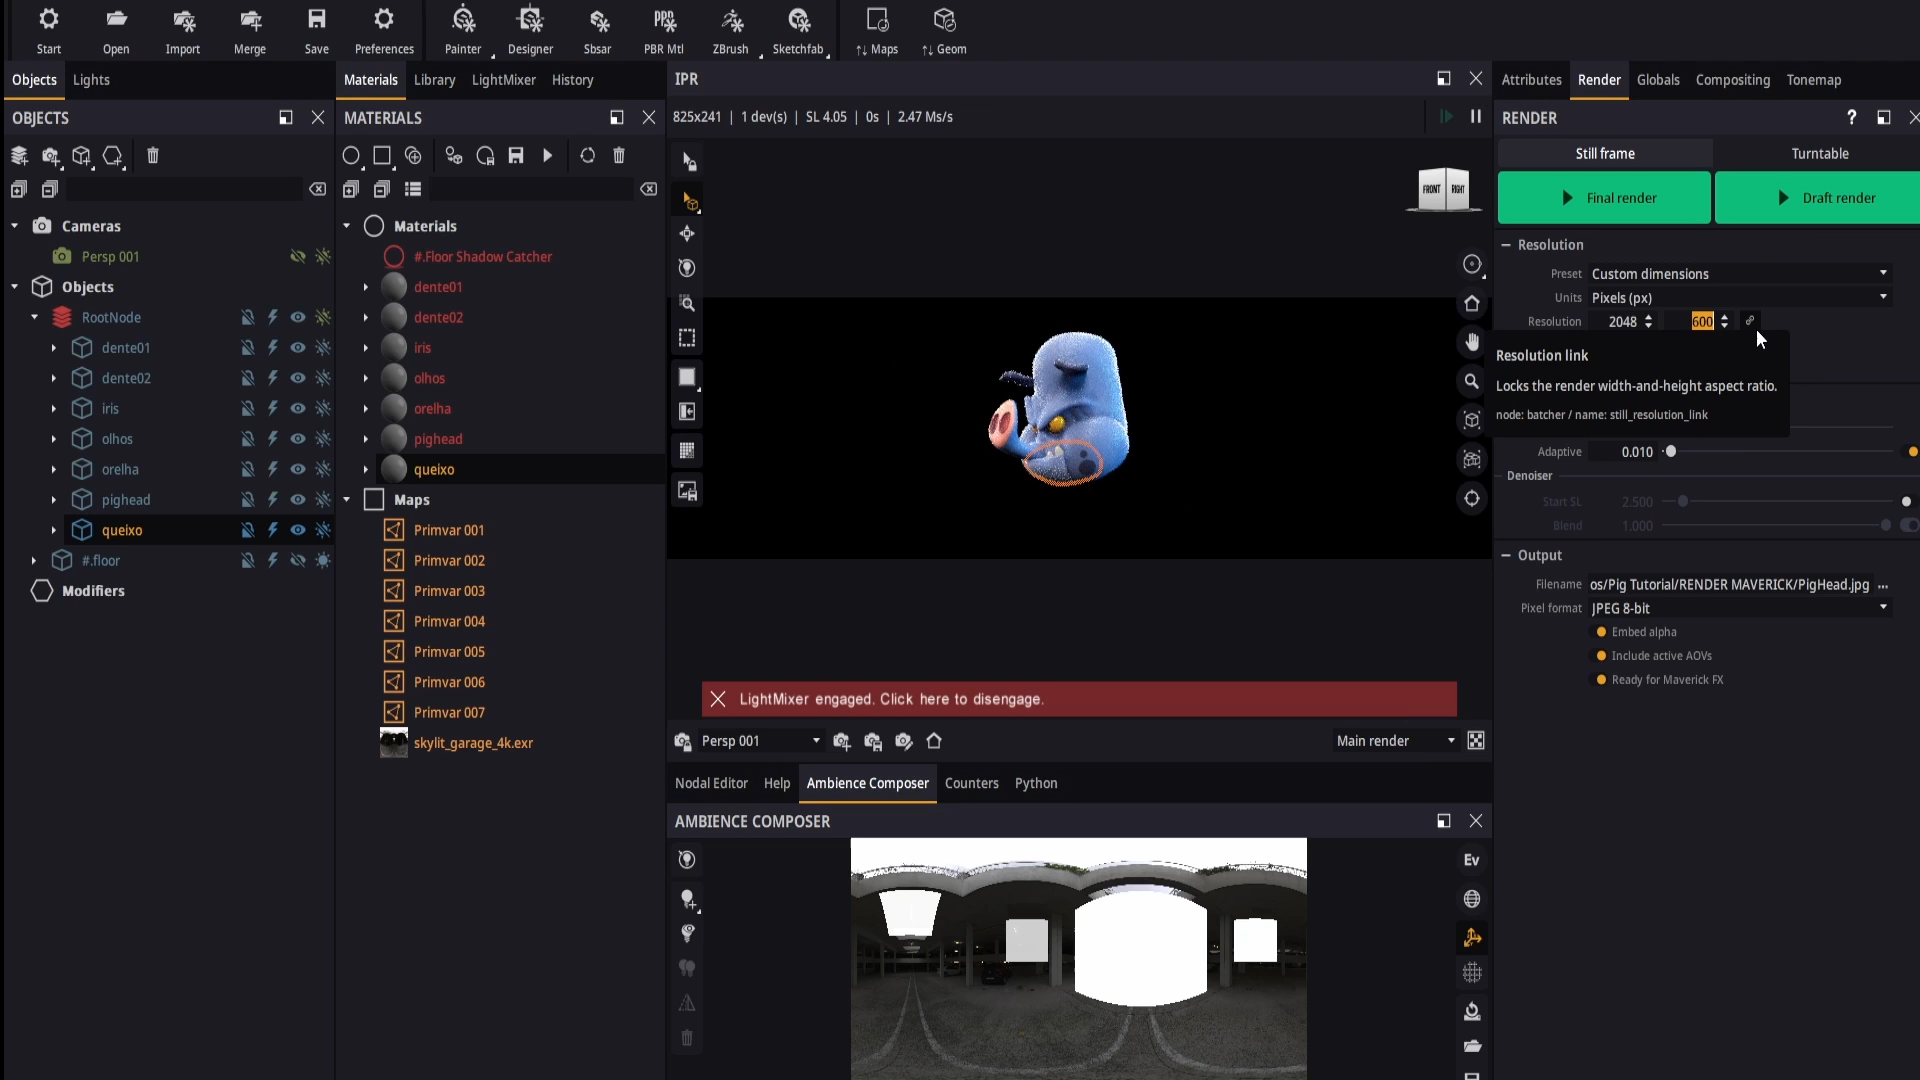 Start Open Import Merge Save Preferences Painter Designer Sbsar PBR Mtl ZBrush Sketchfab ↑↓ Maps ↑↓ Geom
Objects Lights
OBJECTS
Cameras
Persp 001
Objects
RootNode
dente01
dente02
iris
olhos
orelha
pighead
queixo
#.floor
Modifiers
Materials Library LightMixer History
MATERIALS
Materials
#.Floor Shadow Catcher
dente01
dente02
iris
olhos
orelha
pighead
queixo
Maps
Primvar 001
Primvar 002
Primvar 003
Primvar 004
Primvar 005
Primvar 006
Primvar 007
skylit_garage_4k.exr
IPR
825x241 | 1 dev(s) | SL 4.05 | 0s | 2.47 Ms/s
FRONT RIGHT
LightMixer engaged. Click here to disengage.
Persp 001 Main render
Nodal Editor Help Ambience Composer Counters Python
AMBIENCE COMPOSER
Ev
Attributes Render Globals Compositing Tonemap
RENDER ?
Still frame Turntable
Final render Draft render
Resolution
Preset Custom dimensions
Units Pixels (px)
Resolution 2048 600
Resolution link
Locks the render width-and-height aspect ratio.
node: batcher / name: still_resolution_link
Adaptive 0.010
Denoiser
Start SL 2.500
Blend 1.000
Output
Filename os/Pig Tutorial/RENDER MAVERICK/PigHead.jpg ...
Pixel format JPEG 8-bit
Embed alpha
Include active AOVs
Ready for Maverick FX